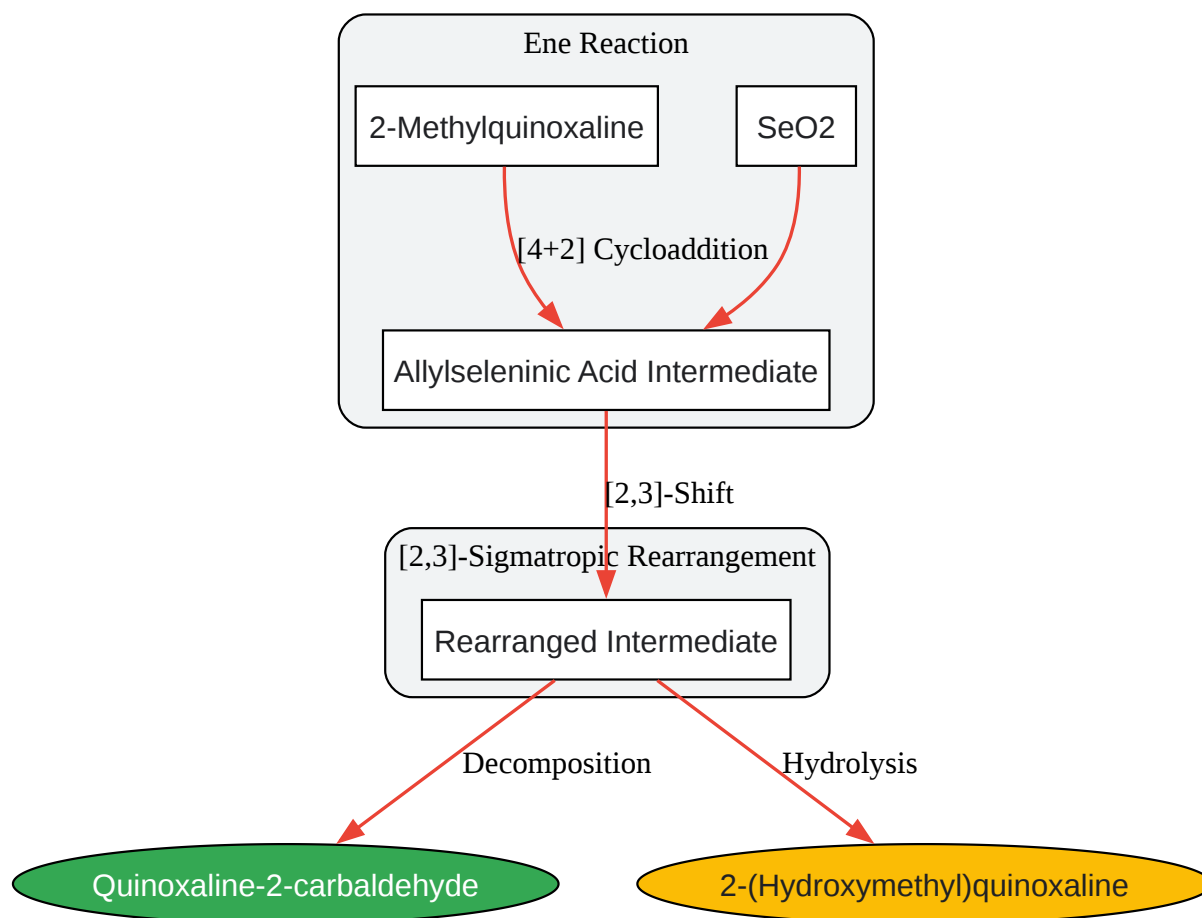 Ene Reaction
2-Methylquinoxaline
SeO2
[4+2] Cycloaddition
Allylseleninic Acid Intermediate
[2,3]-Shift
[2,3]-Sigmatropic Rearrangement
Rearranged Intermediate
Decomposition
Hydrolysis
Quinoxaline-2-carbaldehyde
2-(Hydroxymethyl)quinoxaline